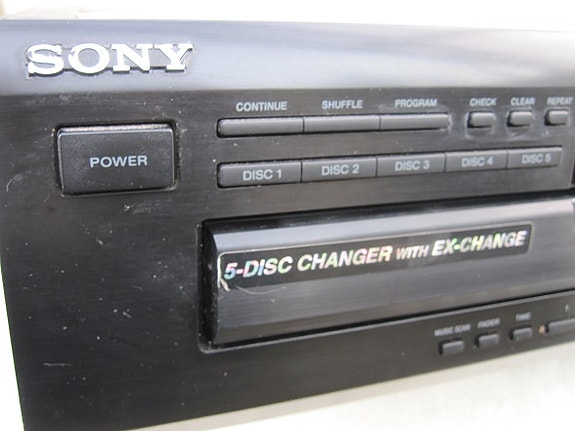 SONY
CONTINUE SHUFFLE PROGRAM CHECK CLEAR REPEAT
POWER
DISC 1 DISC 2 DISC 3 DISC 4 DISC 5
5-DISC CHANGER WITH EX-CHANGE
MUSIC SCAN FADER TIME 1